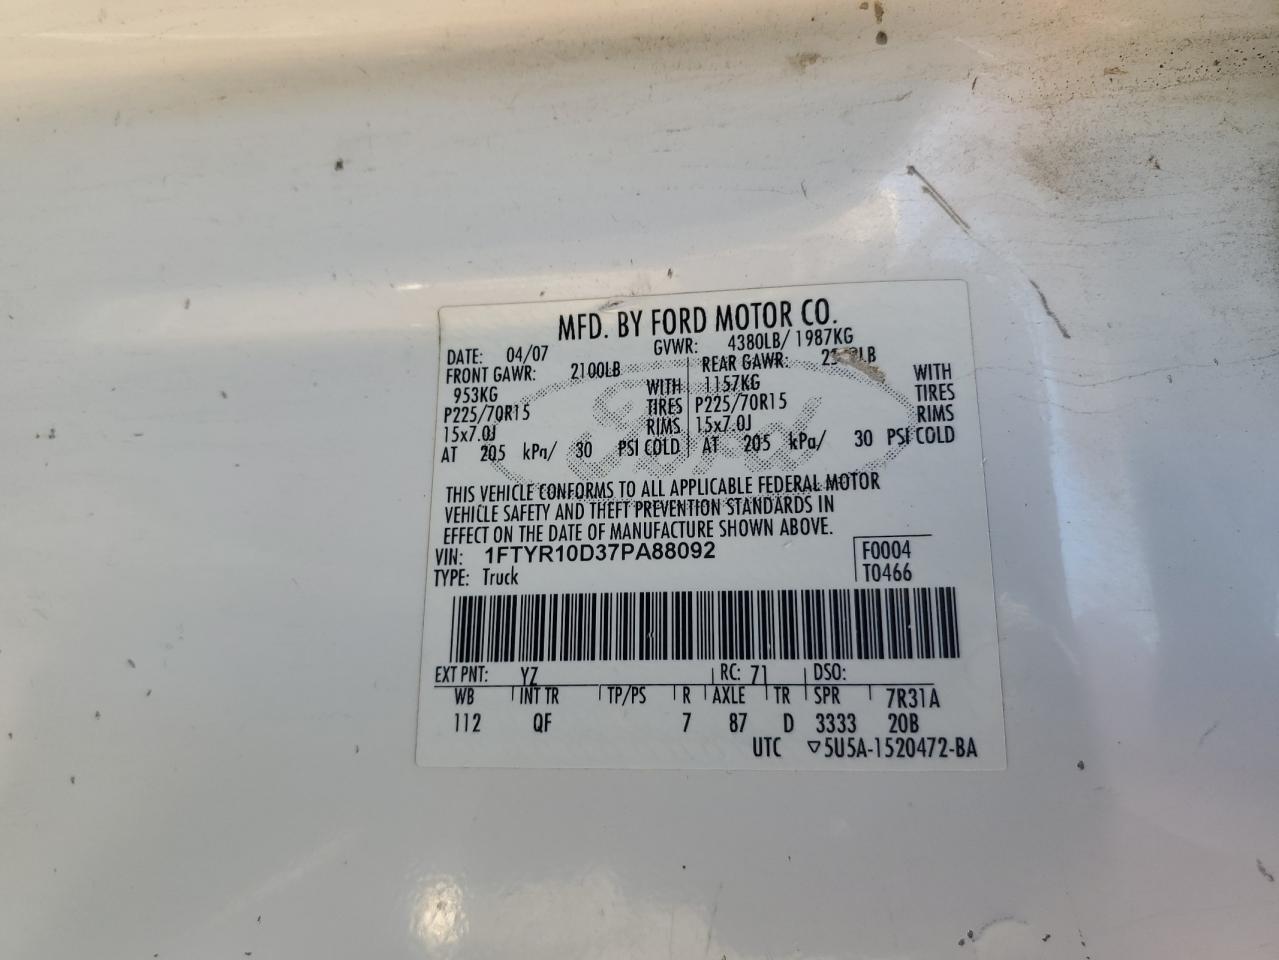 MFD. BY FORD MOTOR CO.
DATE: 04/07 GVWR: 4380LB/ 1987KG
FRONT GAWR: 2100LB REAR GAWR: LB
953KG WITH 1157KG WITH
P225/70R15 TIRES P225/70R15 TIRES
15x7.0J RIMS 15x7.0J RIMS
AT 205 kPa/ 30 PSI COLD AT 205 kPa/ 30 PSI COLD
Ford
THIS VEHICLE CONFORMS TO ALL APPLICABLE FEDERAL MOTOR
VEHICLE SAFETY AND THEFT PREVENTION STANDARDS IN
EFFECT ON THE DATE OF MANUFACTURE SHOWN ABOVE.
VIN: 1FTYR10D37PA88092 F0004
TYPE: Truck T0466
EXT PNT: YZ RC: 71 DSO:
WB INT TR TP/PS R AXLE TR SPR 7R31A
112 QF 7 87 D 3333 20B
UTC ▽5U5A-1520472-BA